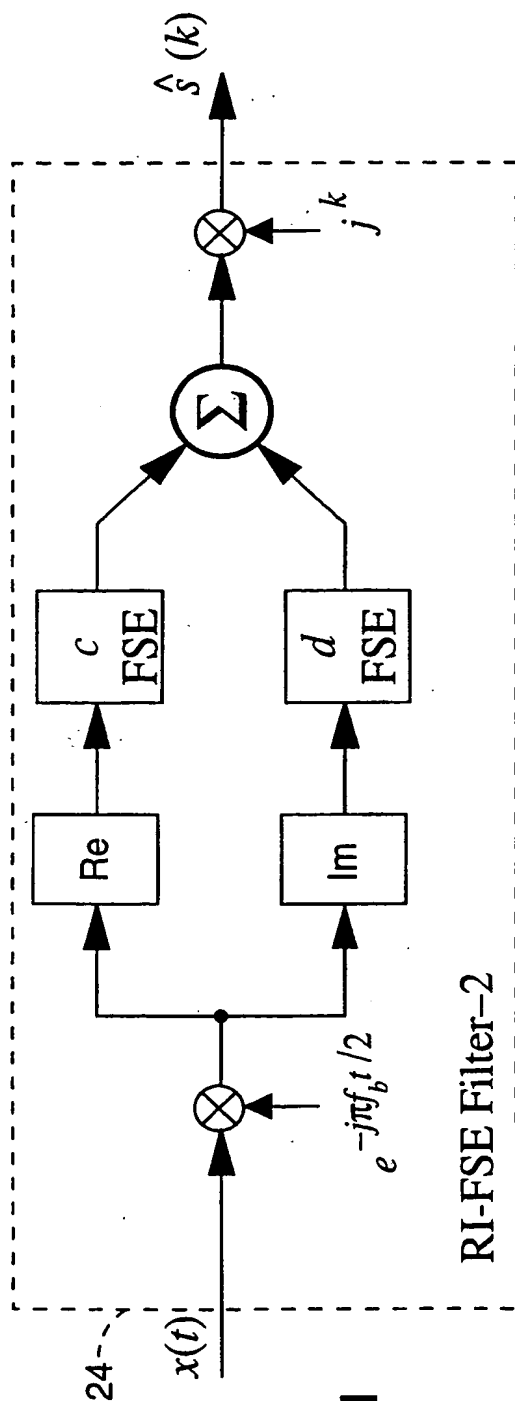 24
x(t)
e^{-jπf_b t/2}
Re
c
FSE
Im
d
FSE
Σ
j^k
ŝ(k)
RI-FSE Filter–2